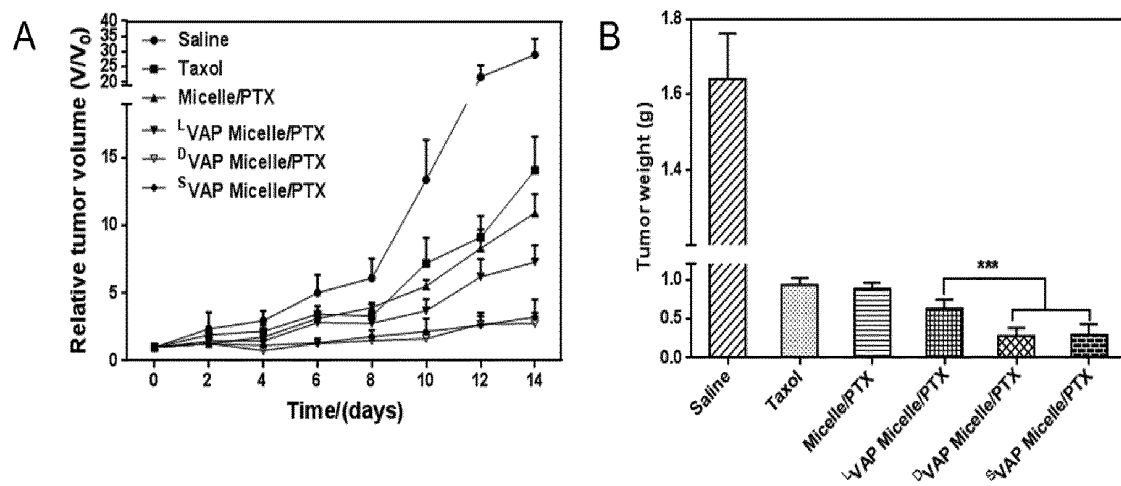 A
Relative tumor volume (V/V0)
40
35
30
25
20
15
10
5
1
0
Saline
Taxol
Micelle/PTX
LVAP Micelle/PTX
DVAP Micelle/PTX
SVAP Micelle/PTX
0 2 4 6 8 10 12 14
Time/(days)
B
Tumor weight (g)
1.8
1.6
1.4
1.0
0.5
0.0
***
Saline
Taxol
Micelle/PTX
LVAP Micelle/PTX
DVAP Micelle/PTX
SVAP Micelle/PTX